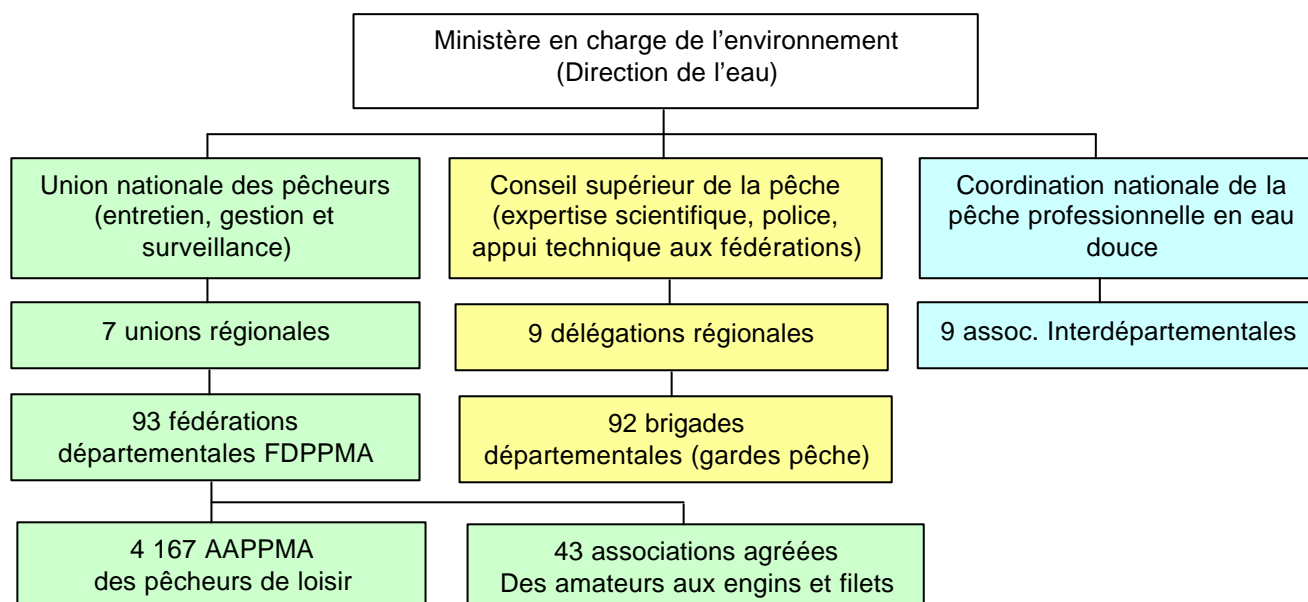 Ministère en charge de l'environnement
(Direction de l'eau)
Union nationale des pêcheurs
(entretien, gestion et
surveillance)
Conseil supérieur de la pêche
(expertise scientifique, police,
appui technique aux fédérations)
Coordination nationale de la
pêche professionnelle en eau
douce
7 unions régionales
9 délégations régionales
9 assoc. Interdépartementales
93 fédérations
départementales FDPPMA
92 brigades
départementales (gardes pêche)
4 167 AAPPMA
des pêcheurs de loisir
43 associations agréées
Des amateurs aux engins et filets